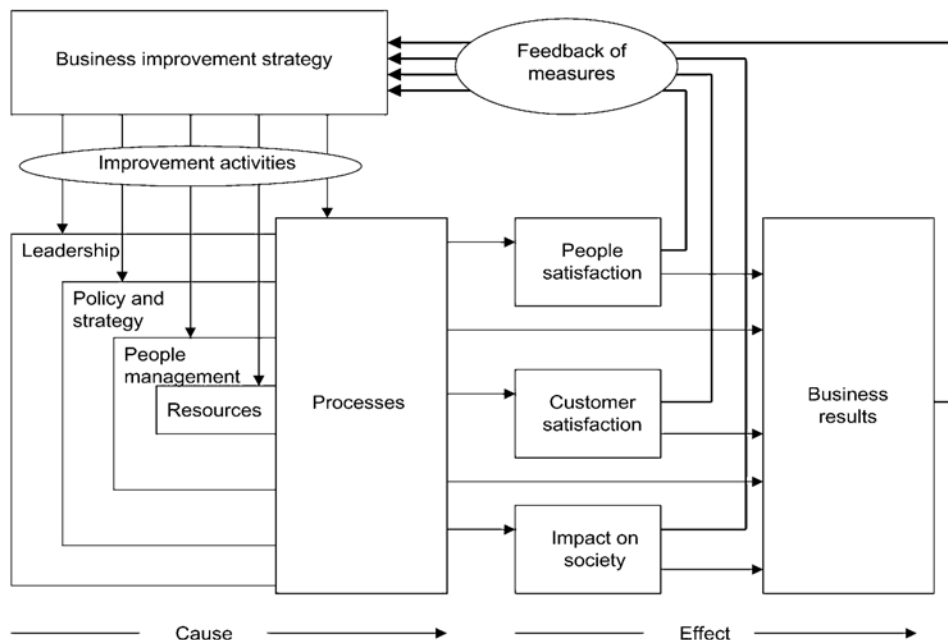 Business improvement strategy
Feedback of
measures
Improvement activities
Leadership
Policy and
strategy
People
management
Resources
Processes
People
satisfaction
Customer
satisfaction
Impact on
society
Business
results
Cause
Effect